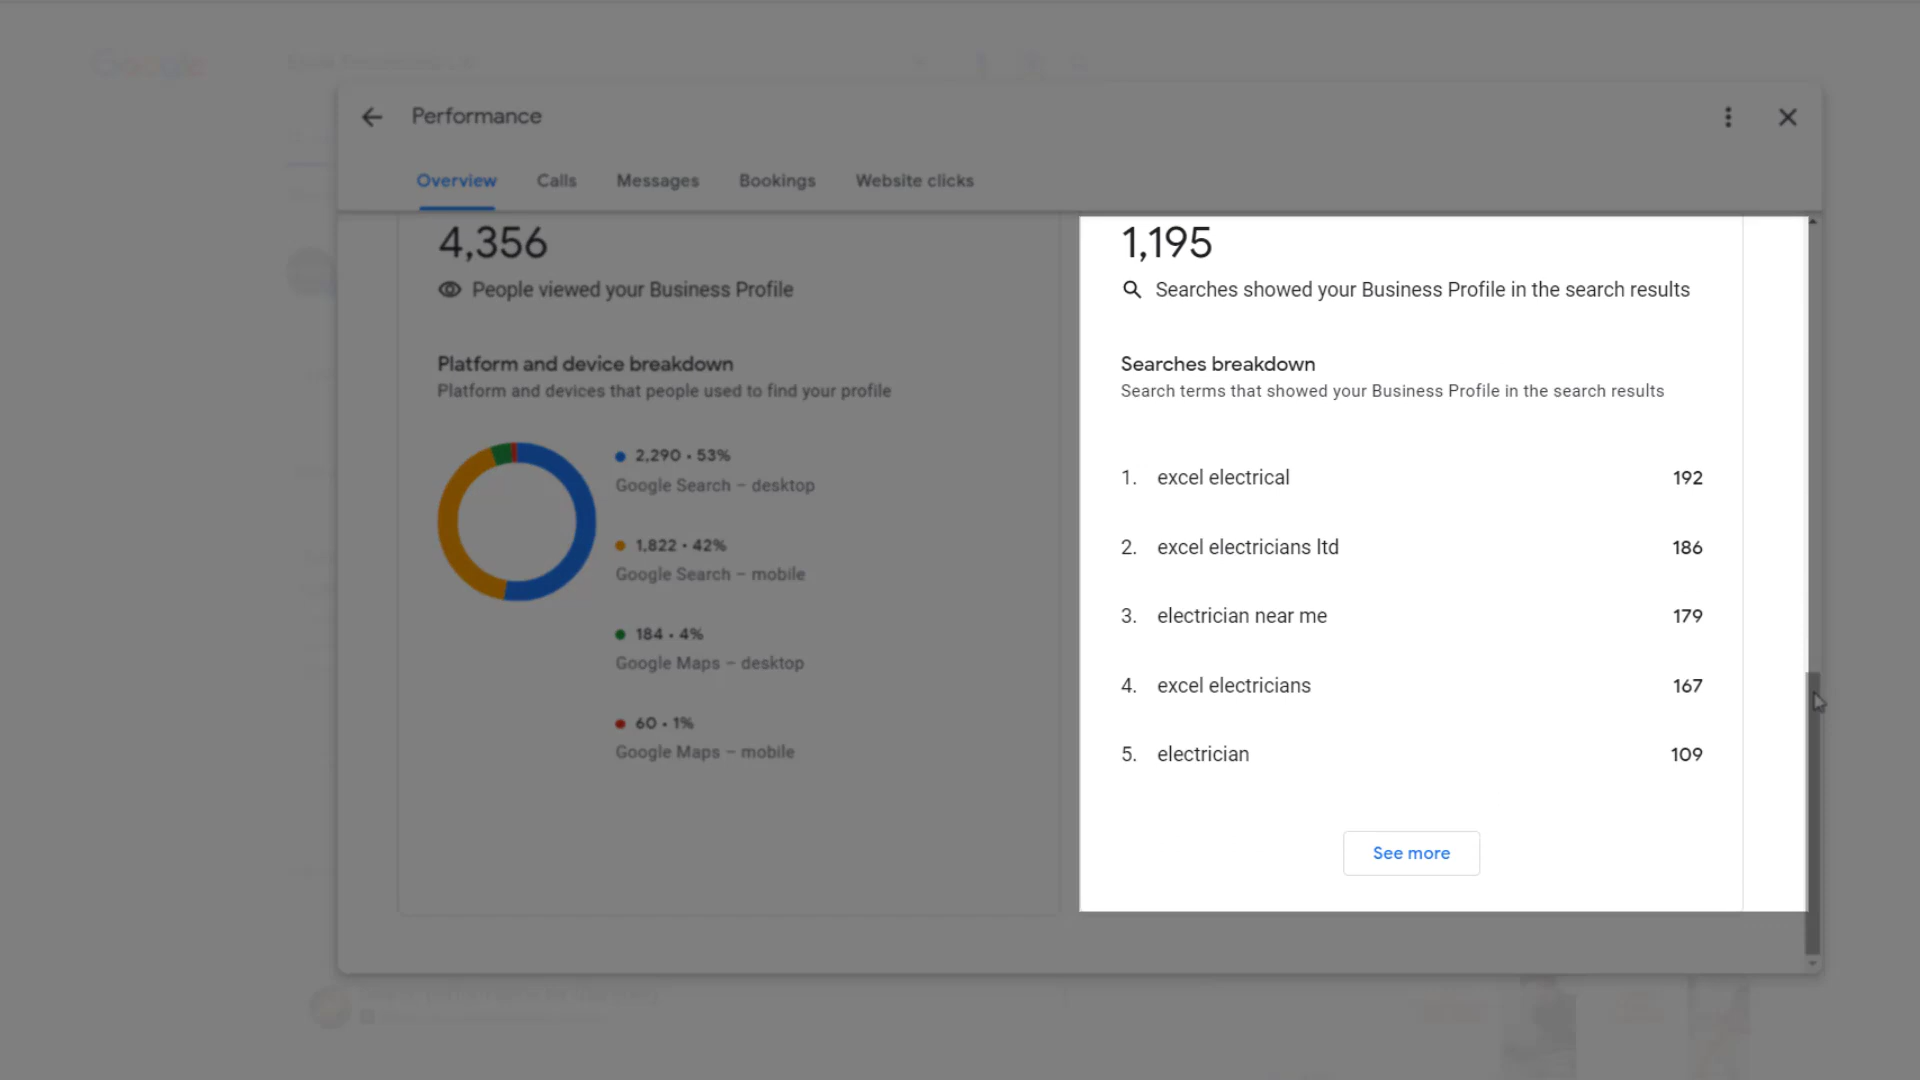 Google
Performance
Overview Calls Messages Bookings Website clicks
4,356
People viewed your Business Profile
Platform and device breakdown
Platform and devices that people used to find your profile
2,290 • 53%
Google Search – desktop
1,822 • 42%
Google Search – mobile
184 • 4%
Google Maps – desktop
60 • 1%
Google Maps – mobile
1,195
Searches showed your Business Profile in the search results
Searches breakdown
Search terms that showed your Business Profile in the search results
1. excel electrical 192
2. excel electricians ltd 186
3. electrician near me 179
4. excel electricians 167
5. electrician 109
See more